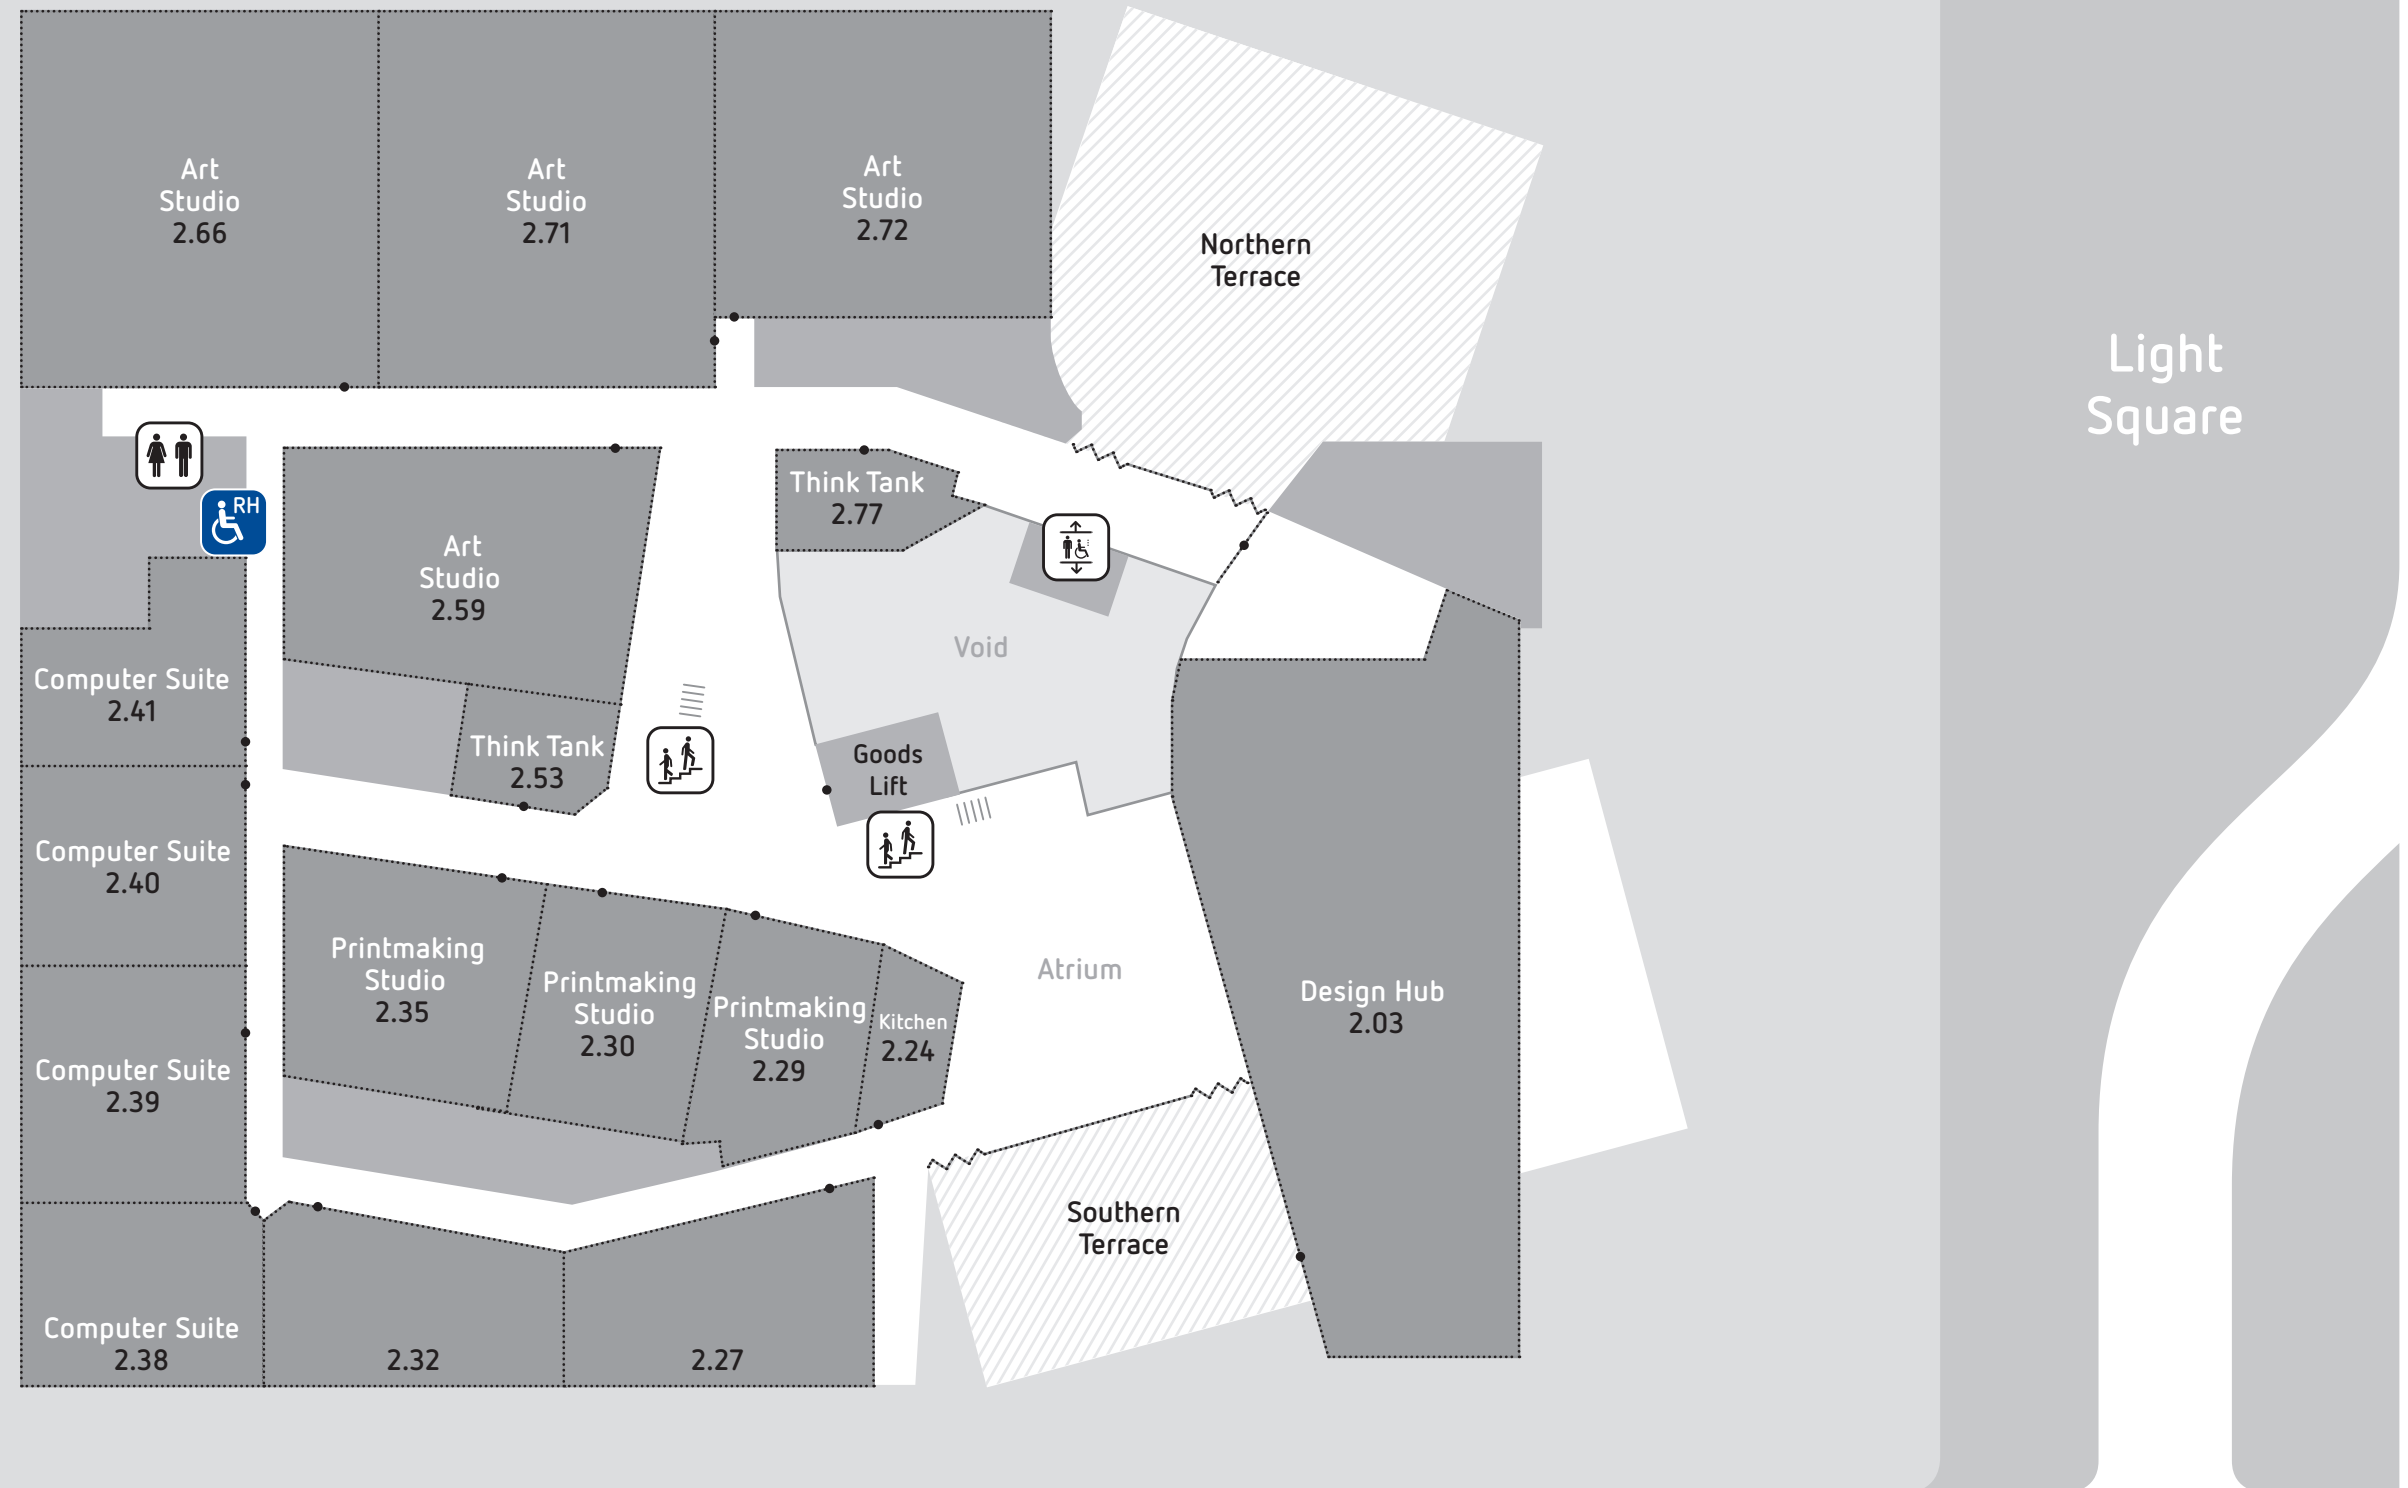 Art
Studio
2.66
Art
Studio
2.71
Art
Studio
2.72
Northern
Terrace
Light
Square
RH
Art
Studio
2.59
Think Tank
2.77
Void
Computer Suite
2.41
Think Tank
2.53
Goods
Lift
Computer Suite
2.40
Printmaking
Studio
2.35
Printmaking
Studio
2.30
Printmaking
Studio
2.29
Kitchen
2.24
Atrium
Design Hub
2.03
Computer Suite
2.39
Southern
Terrace
Computer Suite
2.38
2.32
2.27